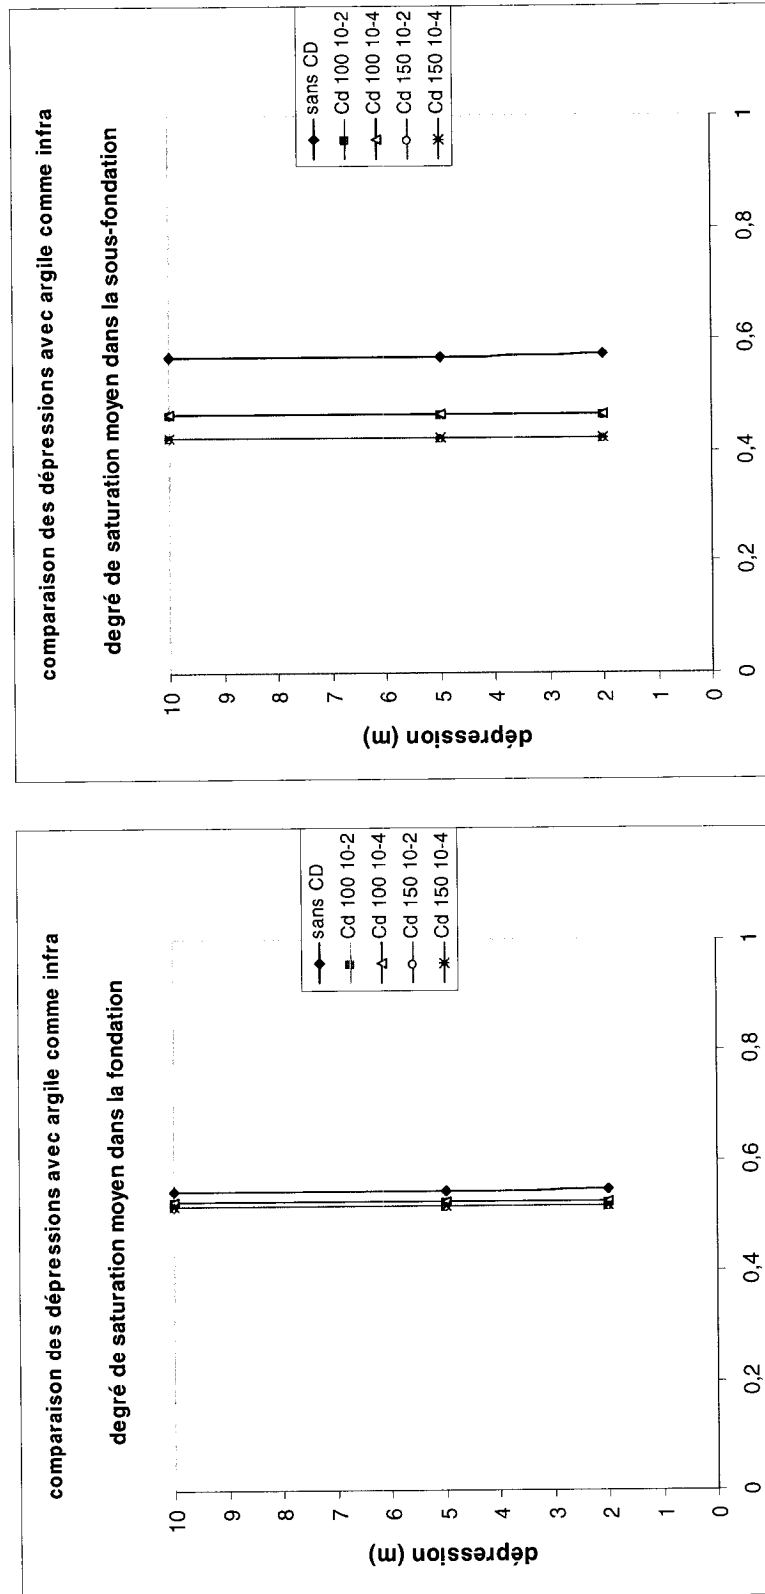 comparaison des dépressions avec argile comme infra
degré de saturation moyen dans la fondation
10
9
8
7
6
5
4
3
2
1
0
dépression (m)
0
0,2
0,4
0,6
0,8
1
sans CD
Cd 100 10-2
Cd 100 10-4
Cd 150 10-2
Cd 150 10-4
comparaison des dépressions avec argile comme infra
degré de saturation moyen dans la sous-fondation
10
9
8
7
6
5
4
3
2
1
0
dépression (m)
0
0,2
0,4
0,6
0,8
1
sans CD
Cd 100 10-2
Cd 100 10-4
Cd 150 10-2
Cd 150 10-4